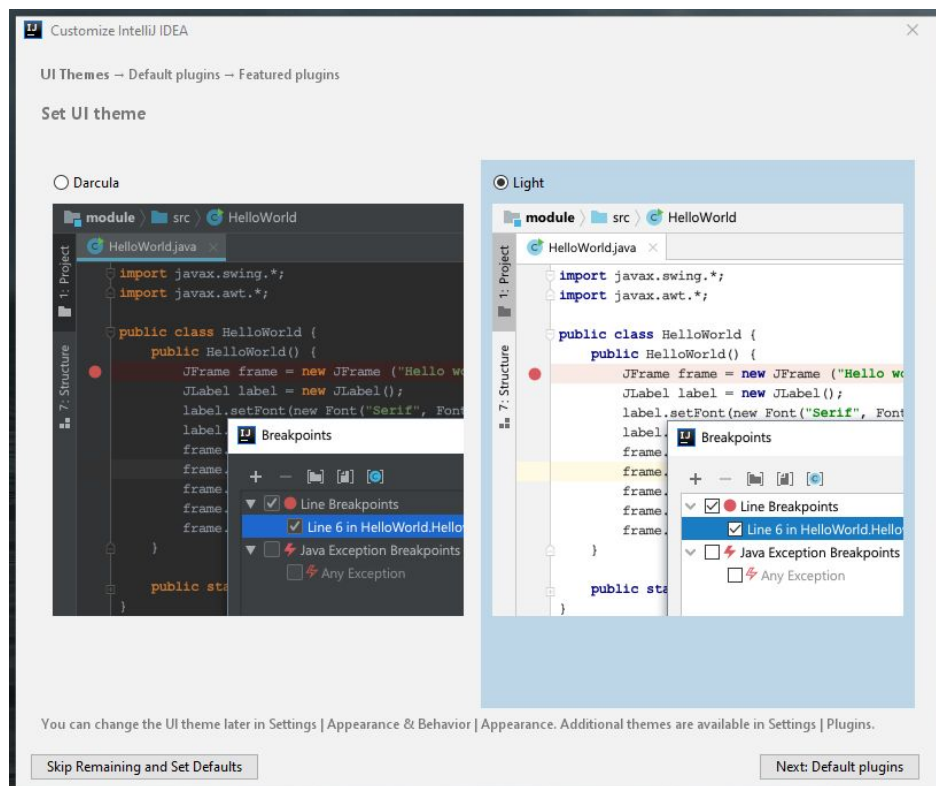 IJ Customize IntelliJ IDEA
UI Themes → Default plugins → Featured plugins
Set UI theme
Darcula
module src HelloWorld
HelloWorld.java
1: Project
7: Structure
import javax.swing.*;
import javax.awt.*;
public class HelloWorld {
public HelloWorld() {
JFrame frame = new JFrame ("Hello
JLabel label = new JLabel();
label.setFont(new Font("Serif", Font
label.
frame.
frame.
frame.
frame.
frame.
}
public sta
}
IJ Breakpoints
Line Breakpoints
Line 6 in HelloWorld.Hello
Java Exception Breakpoints
Any Exception
Light
module src HelloWorld
HelloWorld.java
1: Project
7: Structure
import javax.swing.*;
import javax.awt.*;
public class HelloWorld {
public HelloWorld() {
JFrame frame = new JFrame ("Hello
JLabel label = new JLabel();
label.setFont(new Font("Serif", Font
label.
frame.
frame.
frame.
frame.
frame.
}
public sta
}
IJ Breakpoints
Line Breakpoints
Line 6 in HelloWorld.Hello
Java Exception Breakpoints
Any Exception
You can change the UI theme later in Settings | Appearance & Behavior | Appearance. Additional themes are available in Settings | Plugins.
Skip Remaining and Set Defaults
Next: Default plugins